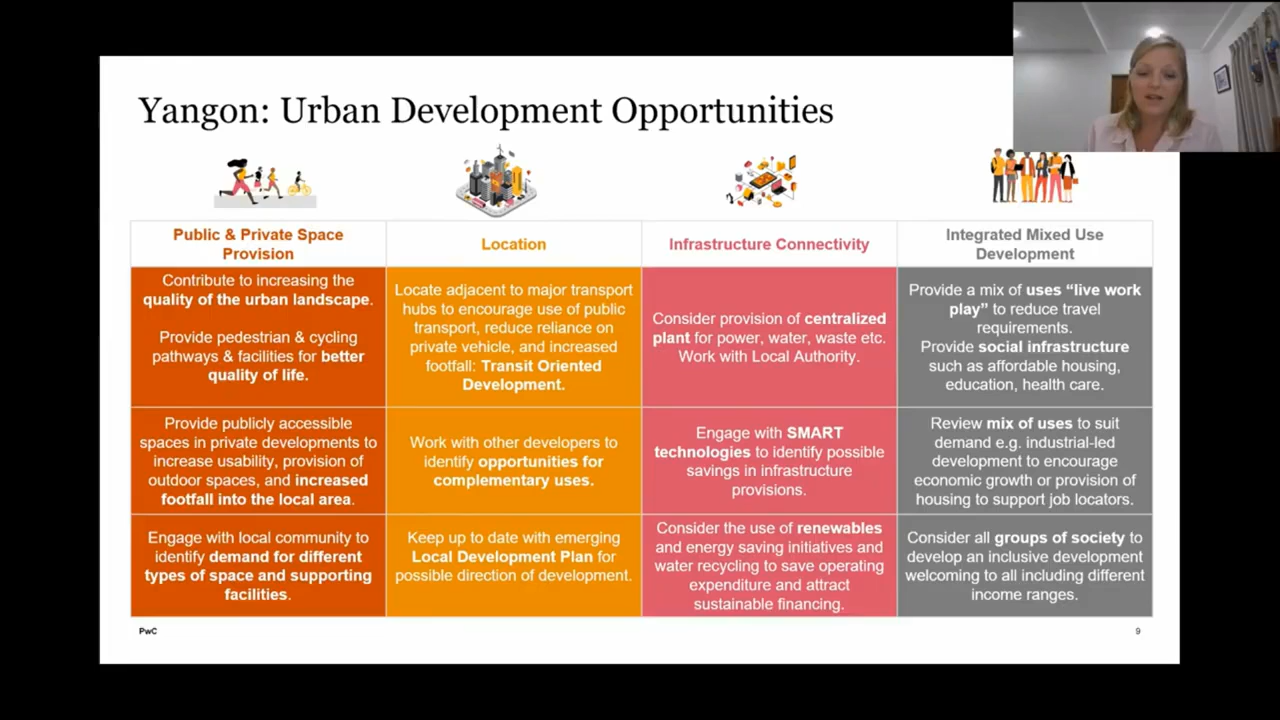 Yangon: Urban Development Opportunities
Public & Private Space
Provision
Location
Infrastructure Connectivity
Integrated Mixed Use
Development
Contribute to increasing the
quality of the urban landscape.
Provide pedestrian & cycling
pathways & facilities for better
quality of life.
Locate adjacent to major transport
hubs to encourage use of public
transport, reduce reliance on
private vehicle, and increased
footfall: Transit Oriented
Development.
Consider provision of centralized
plant for power, water, waste etc.
Work with Local Authority.
Provide a mix of uses “live work
play” to reduce travel
requirements.
Provide social infrastructure
such as affordable housing,
education, health care.
Provide publicly accessible
spaces in private developments to
increase usability, provision of
outdoor spaces, and increased
footfall into the local area.
Work with other developers to
identify opportunities for
complementary uses.
Engage with SMART
technologies to identify possible
savings in infrastructure
provisions.
Review mix of uses to suit
demand e.g. industrial-led
development to encourage
economic growth or provision of
housing to support job locators.
Engage with local community to
identify demand for different
types of space and supporting
facilities.
Keep up to date with emerging
Local Development Plan for
possible direction of development.
Consider the use of renewables
and energy saving initiatives and
water recycling to save operating
expenditure and attract
sustainable financing.
Consider all groups of society to
develop an inclusive development
welcoming to all including different
income ranges.
PwC
9